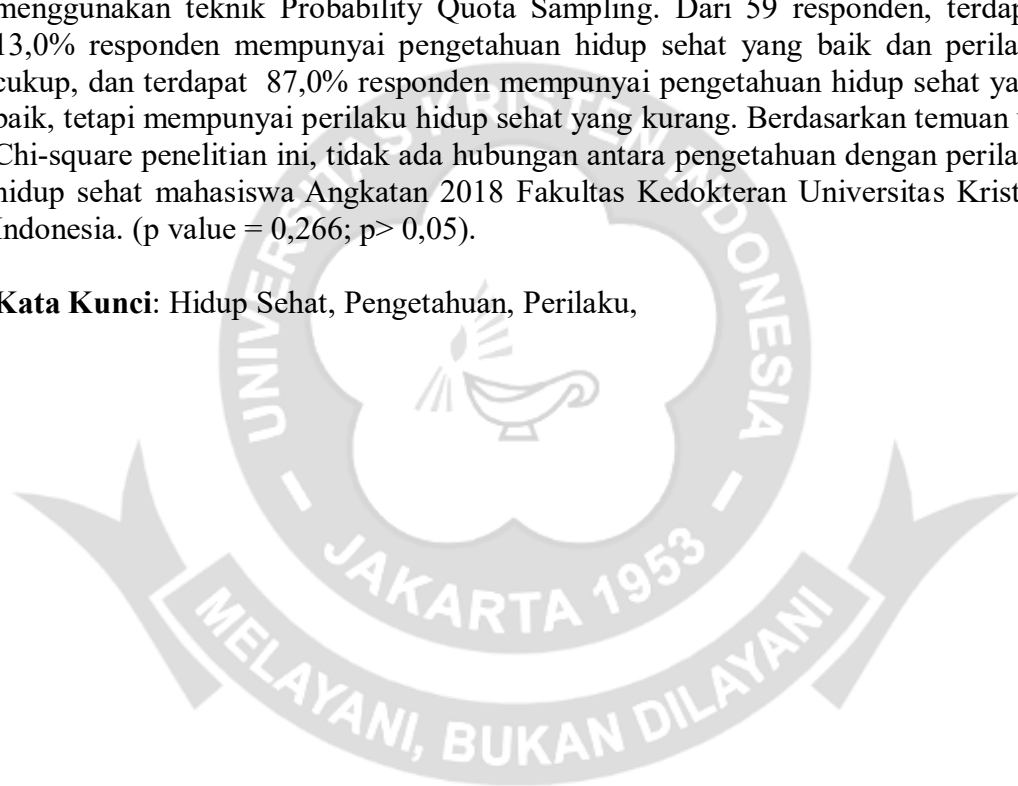 menggunakan teknik Probability Quota Sampling. Dari 59 responden, terdap
13,0% responden mempunyai pengetahuan hidup sehat yang baik dan perila
cukup, dan terdapat 87,0% responden mempunyai pengetahuan hidup sehat ya
baik, tetapi mempunyai perilaku hidup sehat yang kurang. Berdasarkan temuan
Chi-square penelitian ini, tidak ada hubungan antara pengetahuan dengan perila
hidup sehat mahasiswa Angkatan 2018 Fakultas Kedokteran Universitas Krist
Indonesia. (p value = 0,266; p> 0,05).
Kata Kunci: Hidup Sehat, Pengetahuan, Perilaku,
UNIVERSITAS KRISTEN INDONESIA
JAKARTA 1953
MELAYANI, BUKAN DILAYANI